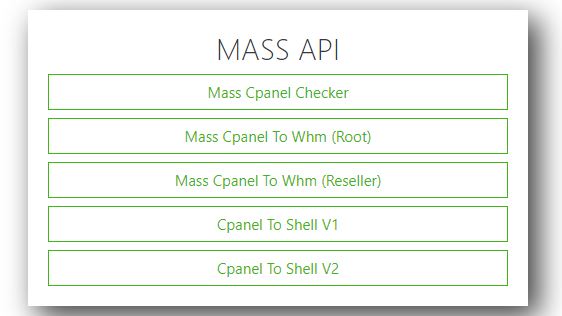 MASS API
Mass Cpanel Checker
Mass Cpanel To Whm (Root)
Mass Cpanel To Whm (Reseller)
Cpanel To Shell V1
Cpanel To Shell V2